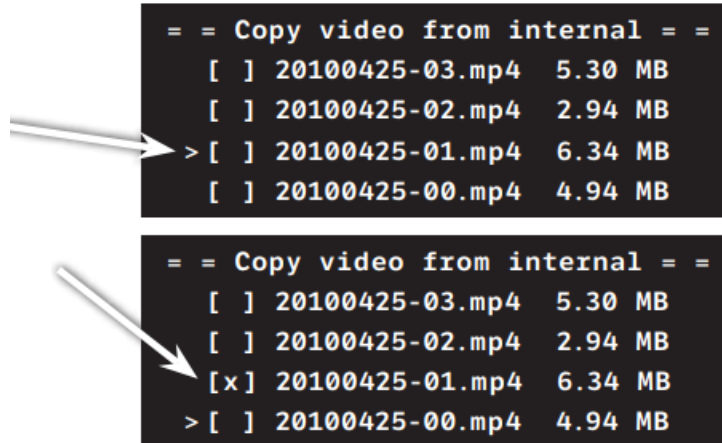 = = Copy video from internal = =
[ ] 20100425-03.mp4 5.30 MB
[ ] 20100425-02.mp4 2.94 MB
>[ ] 20100425-01.mp4 6.34 MB
[ ] 20100425-00.mp4 4.94 MB
= = Copy video from internal = =
[ ] 20100425-03.mp4 5.30 MB
[ ] 20100425-02.mp4 2.94 MB
[x] 20100425-01.mp4 6.34 MB
>[ ] 20100425-00.mp4 4.94 MB